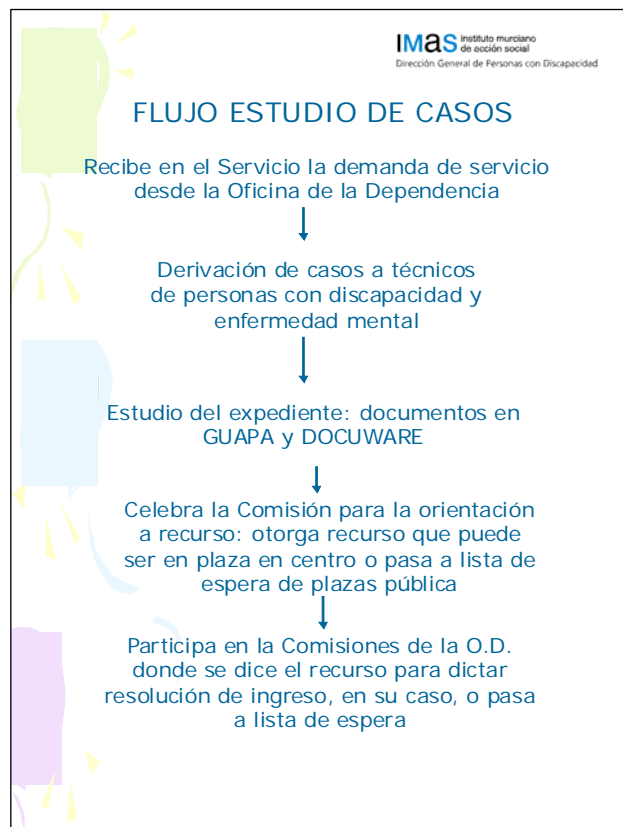 IMAS instituto murciano
de acción social
Dirección General de Personas con Discapacidad
FLUJO ESTUDIO DE CASOS
Recibe en el Servicio la demanda de servicio
desde la Oficina de la Dependencia
Derivación de casos a técnicos
de personas con discapacidad y
enfermedad mental
Estudio del expediente: documentos en
GUAPA y DOCUWARE
Celebra la Comisión para la orientación
a recurso: otorga recurso que puede
ser en plaza en centro o pasa a lista de
espera de plazas pública
Participa en la Comisiones de la O.D.
donde se dice el recurso para dictar
resolución de ingreso, en su caso, o pasa
a lista de espera